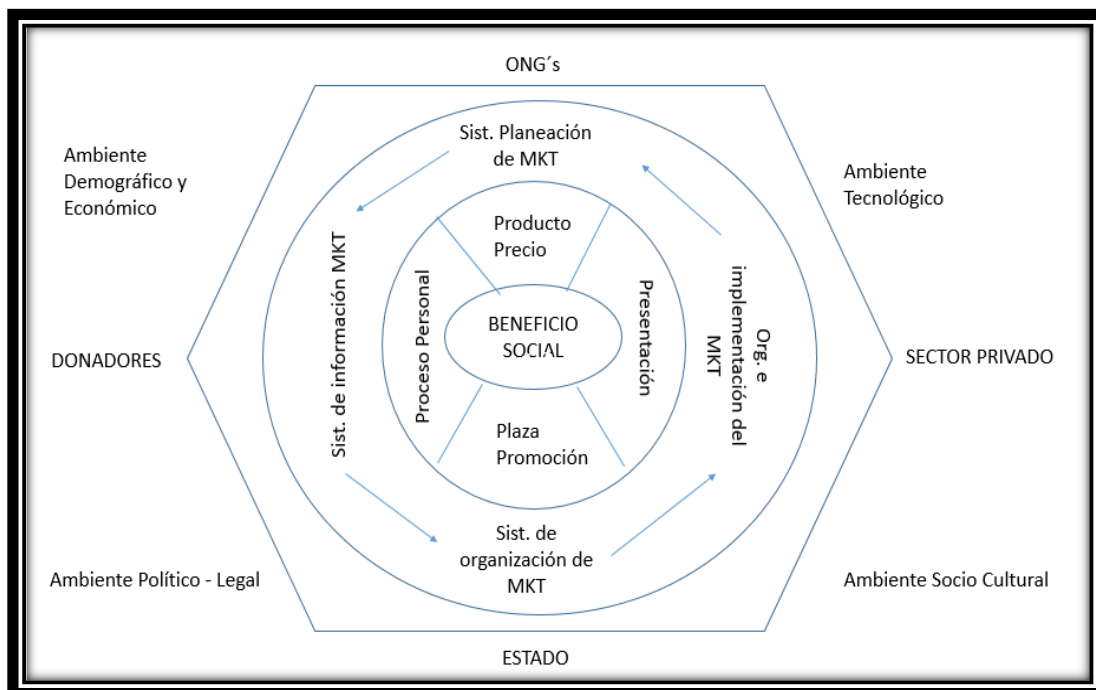 ONG´s
Sist. Planeación
de MKT
Ambiente
Demográfico y
Económico
Ambiente
Tecnológico
Producto
Precio
Sist. de información MKT
Proceso Personal
BENEFICIO
SOCIAL
Presentación
Org. e
implementación del
MKT
DONADORES
SECTOR PRIVADO
Plaza
Promoción
Sist. de
organización de
MKT
Ambiente Político - Legal
Ambiente Socio Cultural
ESTADO